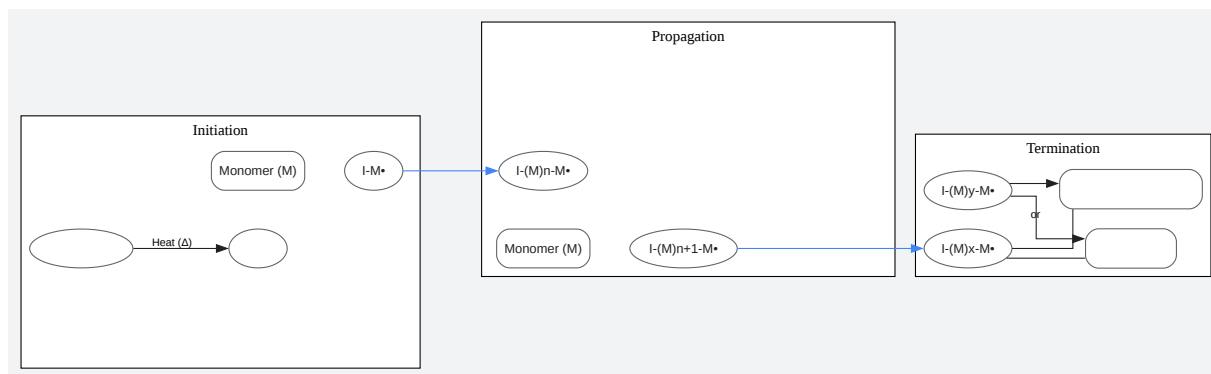 Initiation
Monomer (M)
I-M•
Heat (Δ)
Propagation
I-(M)n-M•
Monomer (M)
I-(M)n+1-M•
Termination
I-(M)y-M•
or
I-(M)x-M•